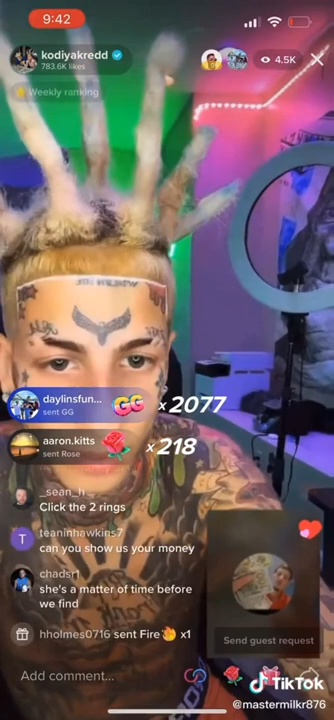 9:42
kodiyakredd
783.6K likes
4.5K
Weekly ranking
daylinsfun...
sent GG
GG
x2077
aaron.kitts
sent Rose
x218
_sean_h_
Click the 2 rings
T
teaninhawkins7
can you show us your money
chadsr1
she's a matter of time before
we find
hholmes0716 sent Fire🔥 x1
Send guest request
Add comment...
TikTok
@mastermilkr876